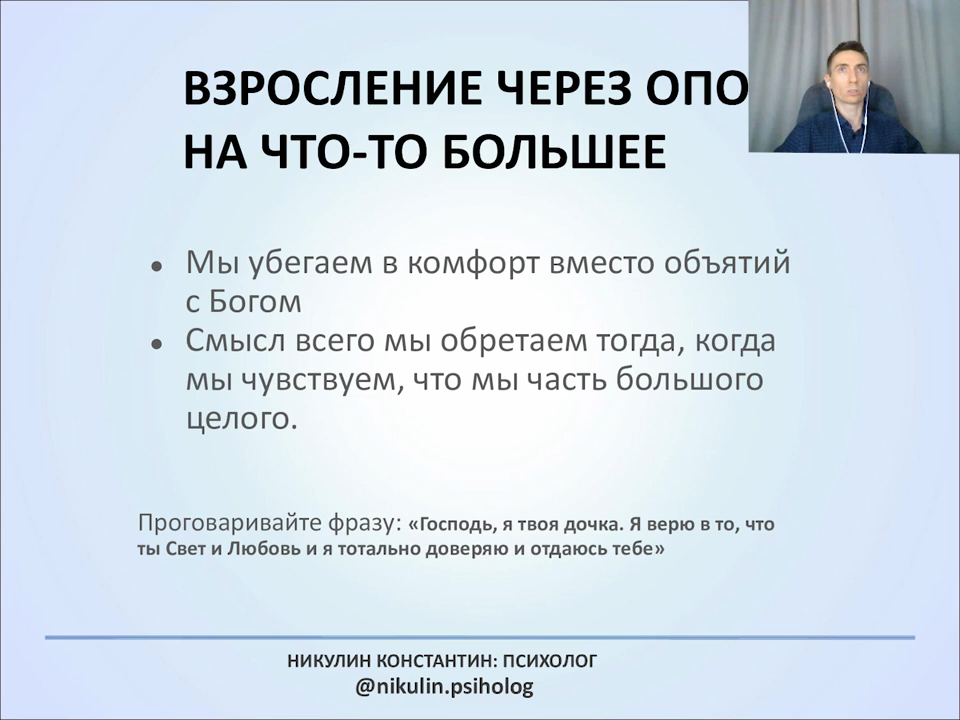 ВЗРОСЛЕНИЕ ЧЕРЕЗ ОПО
НА ЧТО-ТО БОЛЬШЕЕ
● Мы убегаем в комфорт вместо объятий
с Богом
● Смысл всего мы обретаем тогда, когда
мы чувствуем, что мы часть большого
целого.
Проговаривайте фразу: «Господь, я твоя дочка. Я верю в то, что
ты Свет и Любовь и я тотально доверяю и отдаюсь тебе»
НИКУЛИН КОНСТАНТИН: ПСИХОЛОГ
@nikulin.psiholog